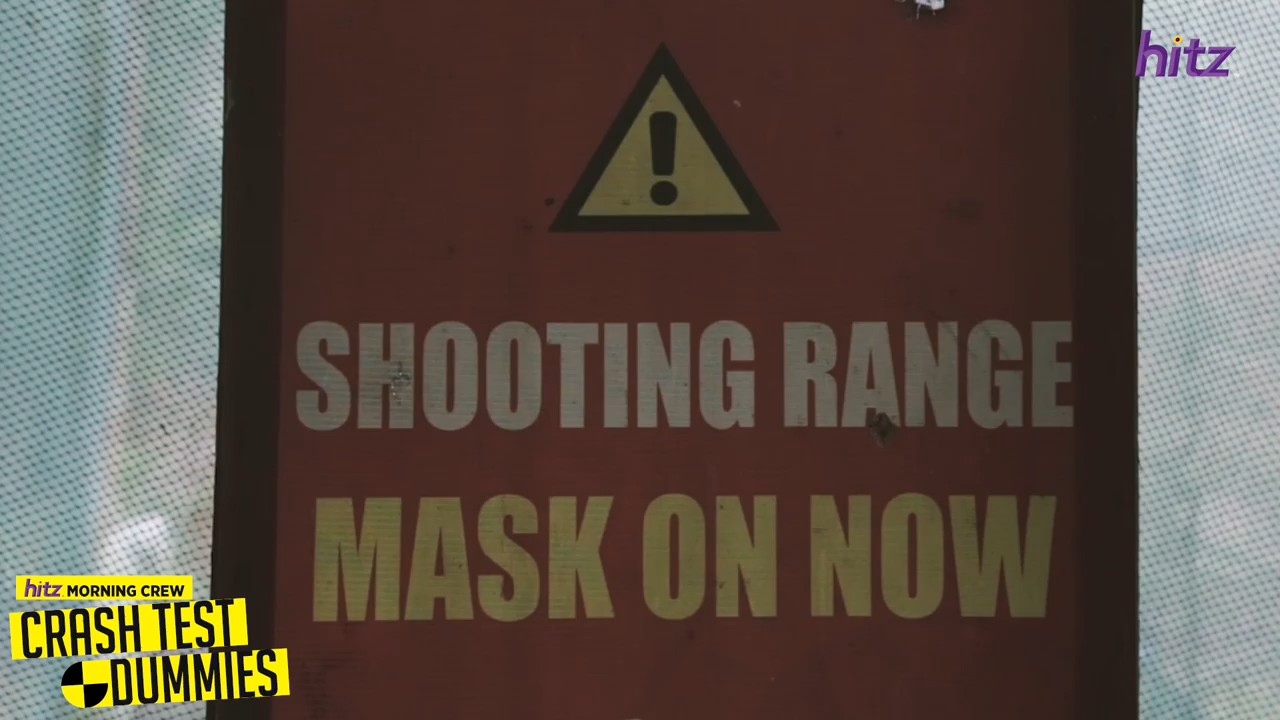 hitz
!
SHOOTING RANGE
MASK ON NOW
hitz MORNING CREW
CRASH TEST
DUMMIES